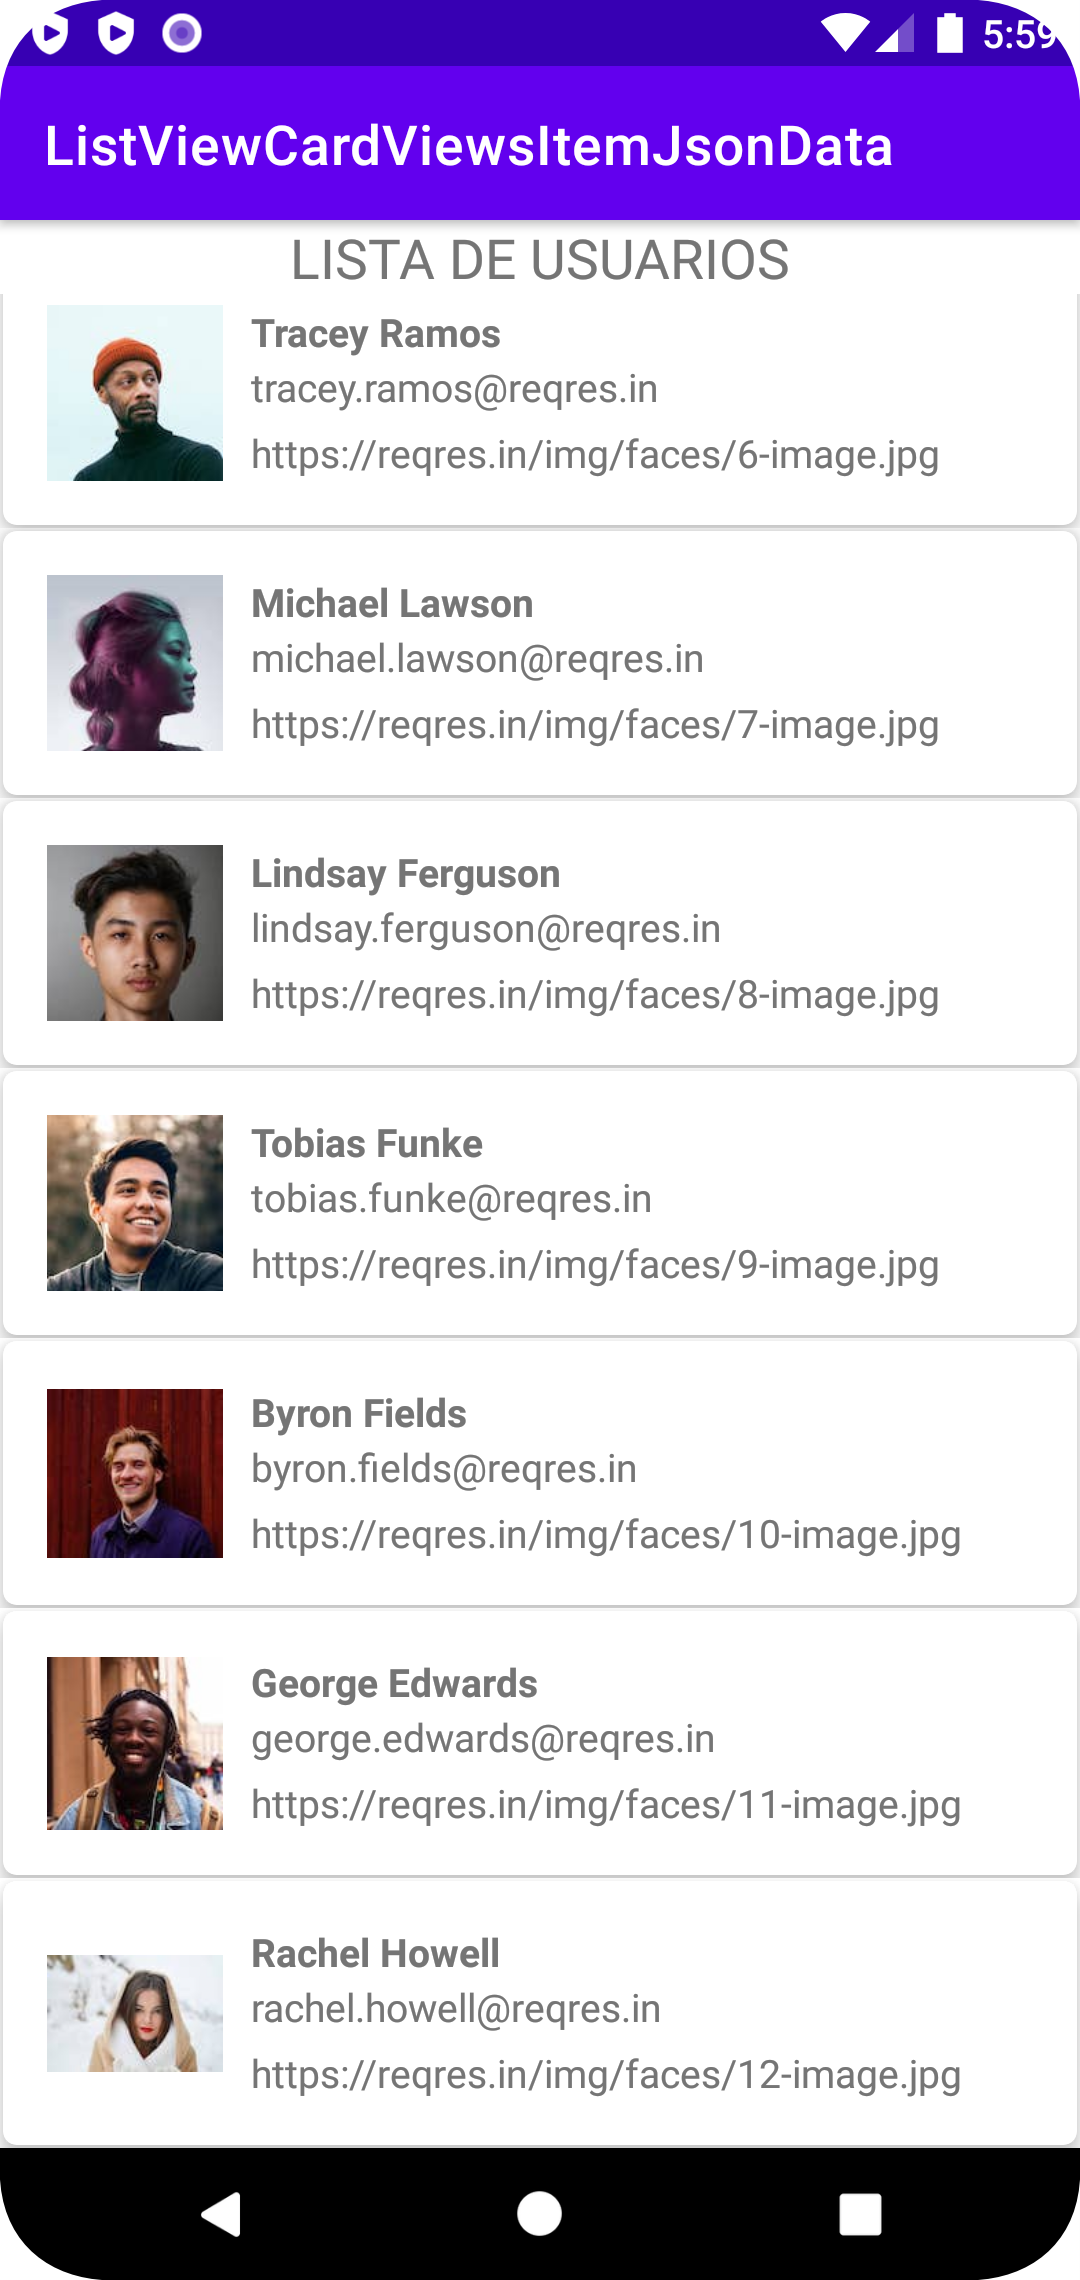 5:59
ListViewCardViewsItemJsonData
LISTA DE USUARIOS
Tracey Ramos
tracey.ramos@reqres.in
https://reqres.in/img/faces/6-image.jpg
Michael Lawson
michael.lawson@reqres.in
https://reqres.in/img/faces/7-image.jpg
Lindsay Ferguson
lindsay.ferguson@reqres.in
https://reqres.in/img/faces/8-image.jpg
Tobias Funke
tobias.funke@reqres.in
https://reqres.in/img/faces/9-image.jpg
Byron Fields
byron.fields@reqres.in
https://reqres.in/img/faces/10-image.jpg
George Edwards
george.edwards@reqres.in
https://reqres.in/img/faces/11-image.jpg
Rachel Howell
rachel.howell@reqres.in
https://reqres.in/img/faces/12-image.jpg